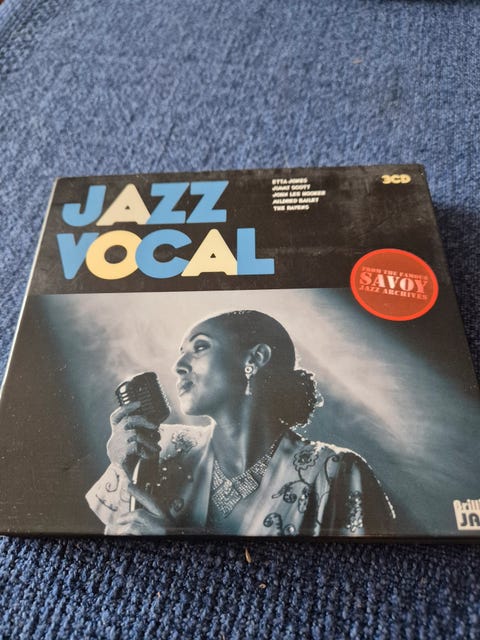 JAZZ
VOCAL
ETTA JONES
JIMMY SCOTT
JOHN LEE HOOKER
MILDRED BAILEY
THE RAVENS
3CD
FROM THE FAMOUS
SAVOY
JAZZ ARCHIVES